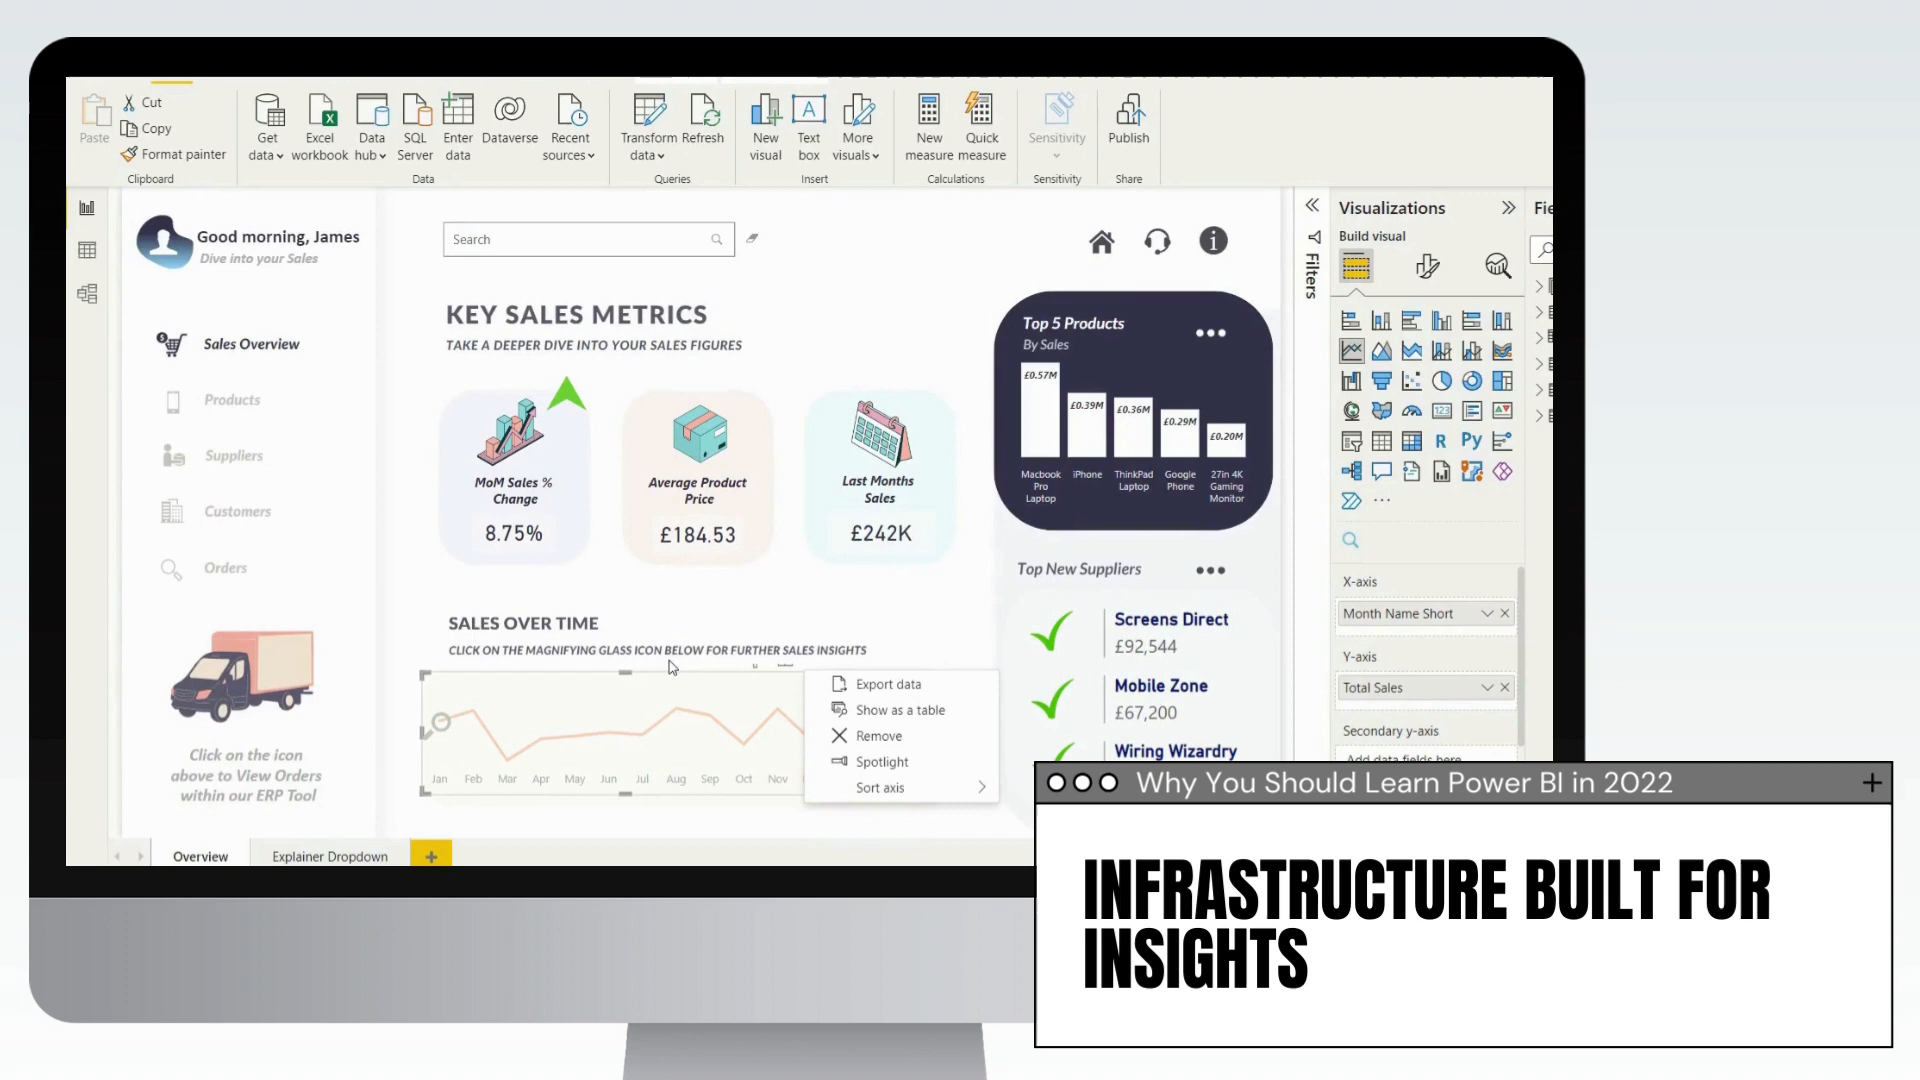 Cut
Copy
Format painter
Paste
Clipboard
Get data
Excel workbook
Data hub
SQL Server
Enter data
Dataverse
Recent sources
Data
Transform data
Refresh
Queries
New visual
Text box
More visuals
Insert
New measure
Quick measure
Calculations
Sensitivity
Sensitivity
Publish
Share
Good morning, James
Dive into your Sales
Sales Overview
Products
Suppliers
Customers
Orders
Click on the icon
above to View Orders
within our ERP Tool
Search
KEY SALES METRICS
TAKE A DEEPER DIVE INTO YOUR SALES FIGURES
MoM Sales %
Change
8.75%
Average Product
Price
£184.53
Last Months
Sales
£242K
SALES OVER TIME
CLICK ON THE MAGNIFYING GLASS ICON BELOW FOR FURTHER SALES INSIGHTS
Jan Feb Mar Apr May Jun Jul Aug Sep Oct Nov
Export data
Show as a table
Remove
Spotlight
Sort axis
Top 5 Products
By Sales
£0.57M £0.39M £0.36M £0.29M £0.20M
Macbook Pro Laptop
iPhone
ThinkPad Laptop
Google Phone
27in 4K Gaming Monitor
Top New Suppliers
Screens Direct
£92,544
Mobile Zone
£67,200
Wiring Wizardry
Filters
Visualizations
Build visual
123
R
Py
X-axis
Month Name Short
Y-axis
Total Sales
Secondary y-axis
Add data fields here
Fie
Overview
Explainer Dropdown
Why You Should Learn Power BI in 2022
INFRASTRUCTURE BUILT FOR
INSIGHTS